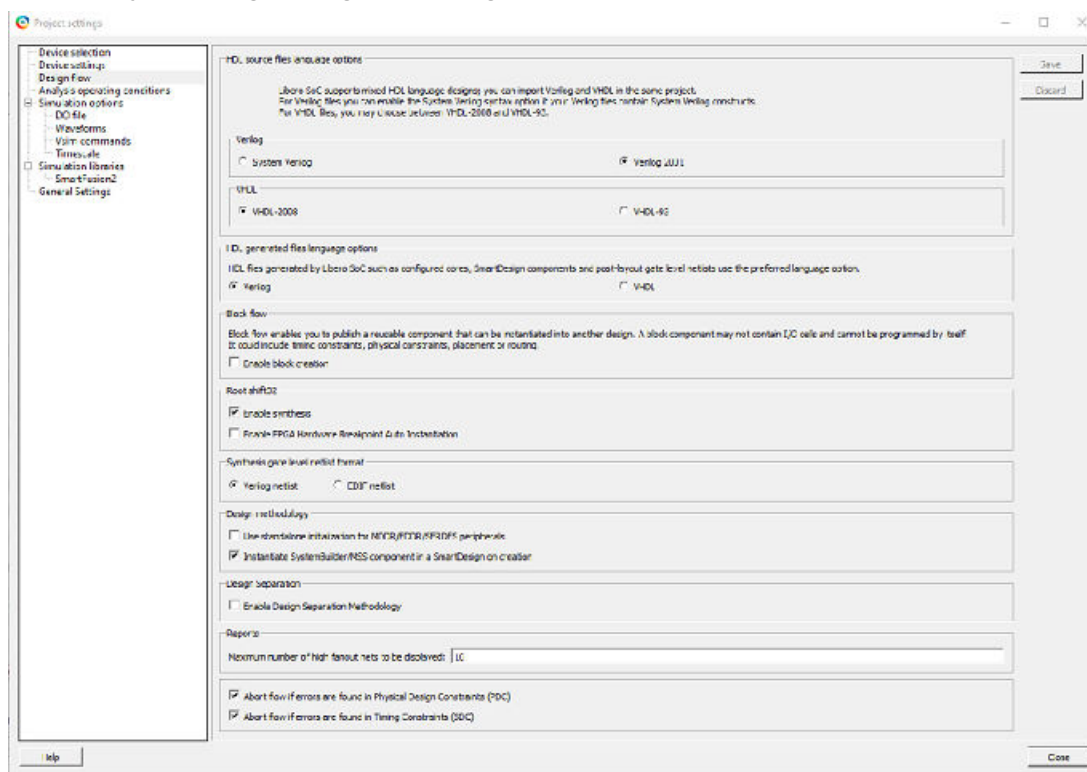 Project settings
Device selection
Device settings
Design flow
Analysis operating conditions
Simulation options
DO file
Waveforms
Vsim commands
Timescale
Simulation libraries
SmartFusion2
General Settings
HDL source files language options
Libero SoC supports mixed HDL language designs; you can import Verilog and VHDL in the same project.
For Verilog files you can enable the System Verilog syntax option if your Verilog files contain System Verilog constructs.
For VHDL files, you may choose between VHDL-2008 and VHDL-93.
Verilog
System Verilog
Verilog 2001
VHDL
VHDL-2008
VHDL-93
HDL generated files language options
HDL files generated by Libero SoC such as configured cores, SmartDesign components and post-layout gate level netlists use the preferred language option.
Verilog
VHDL
Block flow
Block flow enables you to publish a reusable component that can be instantiated into another design. A block component may not contain I/O cells and cannot be programmed by itself
It could include timing constraints, physical constraints, placement or routing.
Enable block creation
Root shift32
Enable synthesis
Enable FPGA Hardware Breakpoint Auto Instantiation
Synthesis gate level netlist format
Verilog netlist
EDIF netlist
Design methodology
Use standalone initialization for MDDR/FDDR/SERDES peripherals
Instantiate SystemBuilder/MSS component in a SmartDesign on creation
Design Separation
Enable Design Separation Methodology
Reports
Maximum number of high fanout nets to be displayed: 10
Abort flow if errors are found in Physical Design Constraints (PDC)
Abort flow if errors are found in Timing Constraints (SDC)
Save
Discard
Help
Close